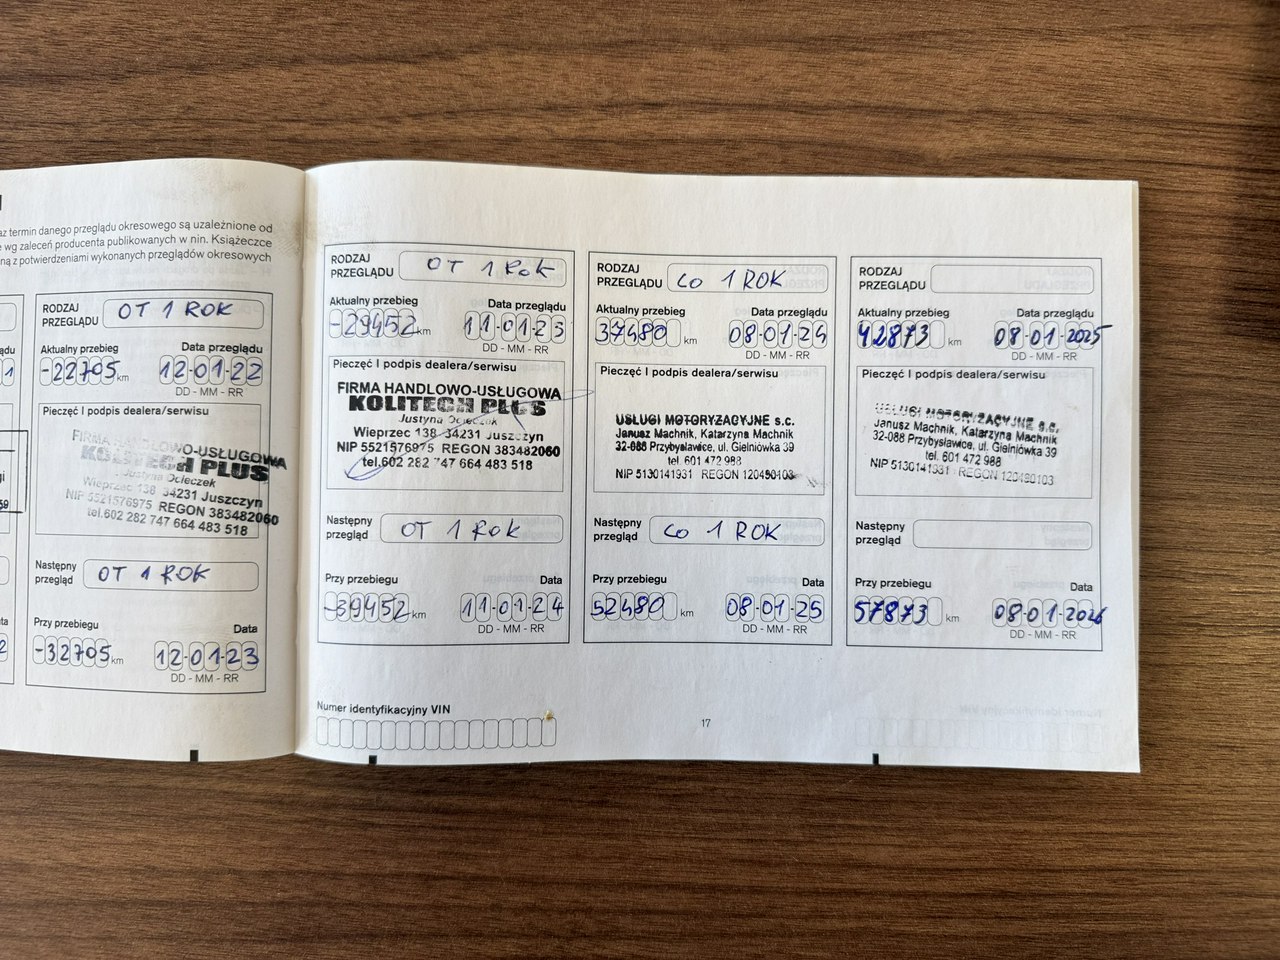 az termin danego przeglądu okresowego są uzależnione od
e wg zaleceń producenta publikowanych w nin. Książeczce
ną z potwierdzeniami wykonanych przeglądów okresowych
RODZAJ
PRZEGLĄDU
OT 1 ROK
Aktualny przebieg
Data przeglądu
-22705 km
12-01-22
DD - MM - RR
Pieczęć I podpis dealera/serwisu
FIRMA HANDLOWO-USŁUGOWA
KOLITECH PLUS
Justyna Ocieczek
Wieprzec 138 34231 Juszczyn
NIP 5521576975 REGON 383482060
tel.602 282 747 664 483 518
Następny
przegląd
OT 1 ROK
Przy przebiegu
Data
-32705 km
12-01-23
DD - MM - RR
RODZAJ
PRZEGLĄDU
OT 1 ROK
Aktualny przebieg
Data przeglądu
-29452 km
11-01-23
DD - MM - RR
Pieczęć I podpis dealera/serwisu
FIRMA HANDLOWO-USŁUGOWA
KOLITECH PLUS
Justyna Ocieczek
Wieprzec 138 34231 Juszczyn
NIP 5521576975 REGON 383482060
tel.602 282 747 664 483 518
Następny
przegląd
OT 1 ROK
Przy przebiegu
Data
-39452 km
11-01-24
DD - MM - RR
RODZAJ
PRZEGLĄDU
CO 1 ROK
Aktualny przebieg
Data przeglądu
37480 km
08-01-24
DD - MM - RR
Pieczęć I podpis dealera/serwisu
USŁUGI MOTORYZACYJNE s.c.
Janusz Machnik, Katarzyna Machnik
32-088 Przybysławice, ul. Gielniówka 39
tel. 601 472 988
NIP 5130141931 REGON 120490103
Następny
przegląd
CO 1 ROK
Przy przebiegu
Data
52480 km
08-01-25
DD - MM - RR
RODZAJ
PRZEGLĄDU
Aktualny przebieg
Data przeglądu
42873 km
08-01-2025
DD - MM - RR
Pieczęć I podpis dealera/serwisu
USŁUGI MOTORYZACYJNE s.c.
Janusz Machnik, Katarzyna Machnik
32-088 Przybysławice, ul. Gielniówka 39
tel. 601 472 988
NIP 5130141931 REGON 120490103
Następny
przegląd
Przy przebiegu
Data
57873 km
08-01-2026
DD - MM - RR
Numer identyfikacyjny VIN
17